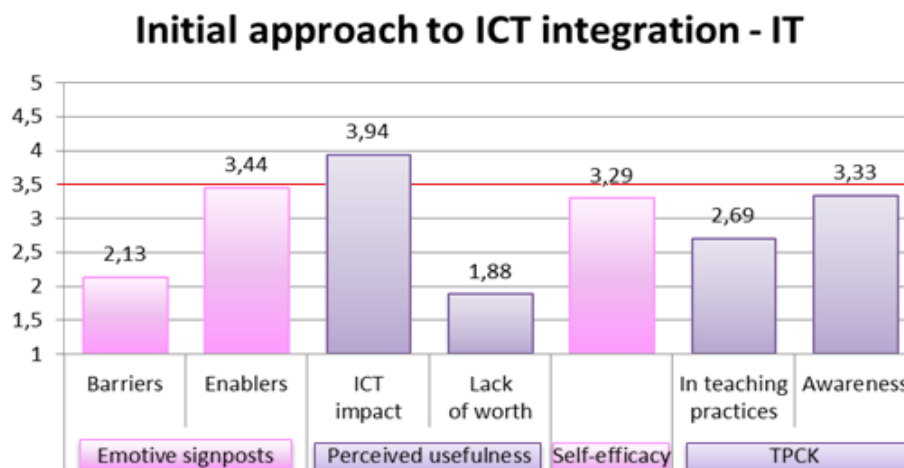 Initial approach to ICT integration - IT
5
4,5
4
3,5
3
2,5
2
1,5
1
2,13
3,44
3,94
1,88
3,29
2,69
3,33
Barriers
Enablers
ICT
impact
Lack
of worth
In teaching
practices
Awareness
Emotive signposts
Perceived usefulness
Self-efficacy
TPCK